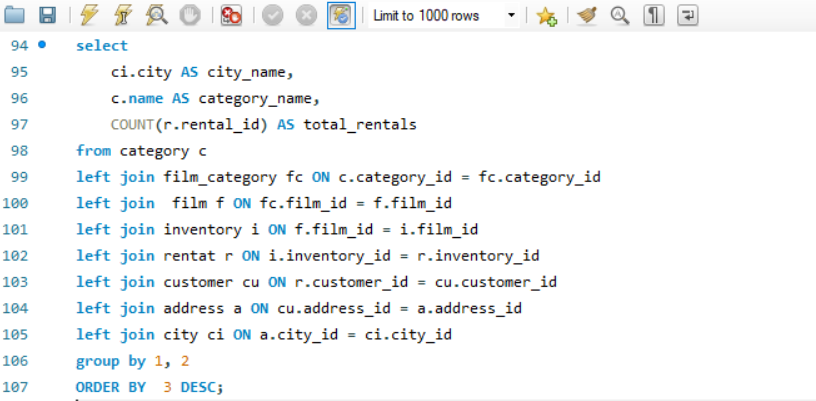 Limit to 1000 rows
94 select
95 ci.city AS city_name,
96 c.name AS category_name,
97 COUNT(r.rental_id) AS total_rentals
98 from category c
99 left join film_category fc ON c.category_id = fc.category_id
100 left join  film f ON fc.film_id = f.film_id
101 left join inventory i ON f.film_id = i.film_id
102 left join rentat r ON i.inventory_id = r.inventory_id
103 left join customer cu ON r.customer_id = cu.customer_id
104 left join address a ON cu.address_id = a.address_id
105 left join city ci ON a.city_id = ci.city_id
106 group by 1, 2
107 ORDER BY  3 DESC;